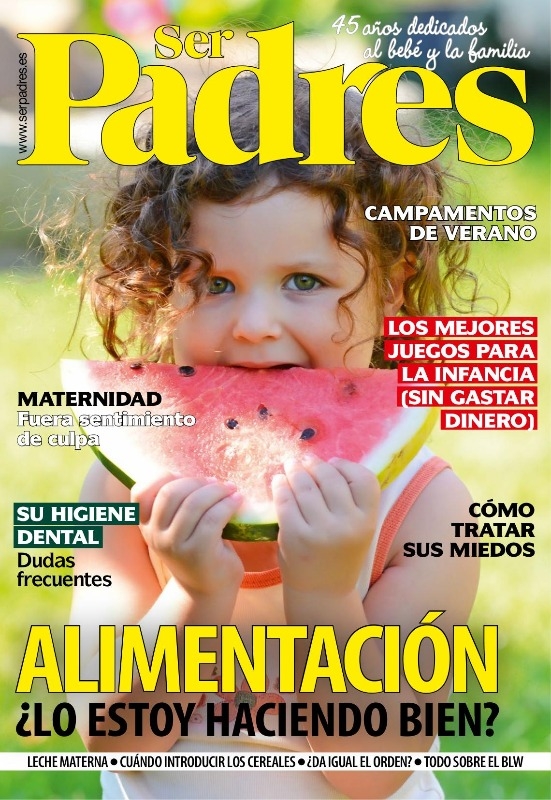 45 años dedicados
al bebé y la familia
Ser
Padres
www.serpadres.es
CAMPAMENTOS
DE VERANO
LOS MEJORES
JUEGOS PARA
LA INFANCIA
(SIN GASTAR
DINERO)
MATERNIDAD
Fuera sentimiento
de culpa
SU HIGIENE
DENTAL
Dudas
frecuentes
CÓMO
TRATAR
SUS MIEDOS
ALIMENTACIÓN
¿LO ESTOY HACIENDO BIEN?
LECHE MATERNA ● CUÁNDO INTRODUCIR LOS CEREALES ● ¿DA IGUAL EL ORDEN? ● TODO SOBRE EL BLW